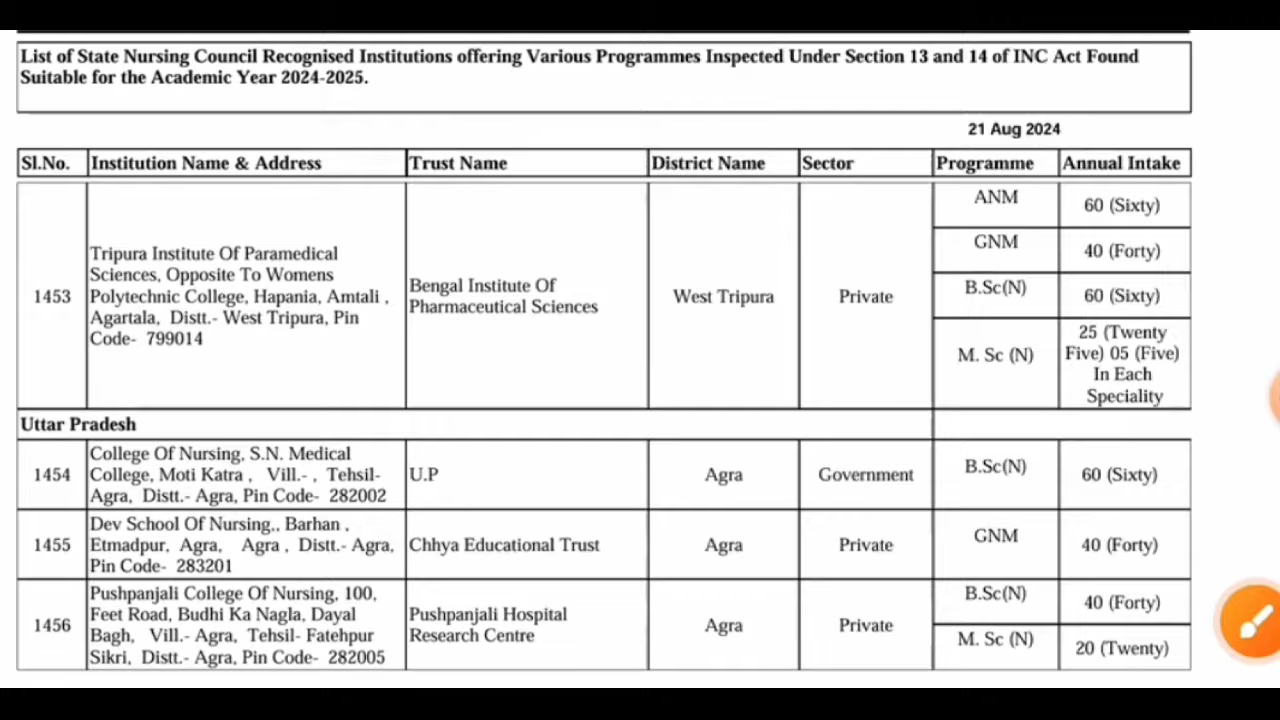 List of State Nursing Council Recognised Institutions offering Various Programmes Inspected Under Section 13 and 14 of INC Act Found
Suitable for the Academic Year 2024-2025.
21 Aug 2024
Sl.No. Institution Name & Address Trust Name District Name Sector Programme Annual Intake
1453
Tripura Institute Of Paramedical
Sciences, Opposite To Womens
Polytechnic College, Hapania, Amtali ,
Agartala, Distt.- West Tripura, Pin
Code- 799014
Bengal Institute Of
Pharmaceutical Sciences
West Tripura
Private
ANM
60 (Sixty)
GNM
40 (Forty)
B.Sc(N)
60 (Sixty)
M. Sc (N)
25 (Twenty
Five) 05 (Five)
In Each
Speciality
Uttar Pradesh
1454
College Of Nursing, S.N. Medical
College, Moti Katra , Vill.- , Tehsil-
Agra, Distt.- Agra, Pin Code- 282002
U.P
Agra
Government
B.Sc(N)
60 (Sixty)
1455
Dev School Of Nursing,, Barhan ,
Etmadpur, Agra, Agra , Distt.- Agra,
Pin Code- 283201
Chhya Educational Trust
Agra
Private
GNM
40 (Forty)
1456
Pushpanjali College Of Nursing, 100,
Feet Road, Budhi Ka Nagla, Dayal
Bagh, Vill.- Agra, Tehsil- Fatehpur
Sikri, Distt.- Agra, Pin Code- 282005
Pushpanjali Hospital
Research Centre
Agra
Private
B.Sc(N)
40 (Forty)
M. Sc (N)
20 (Twenty)